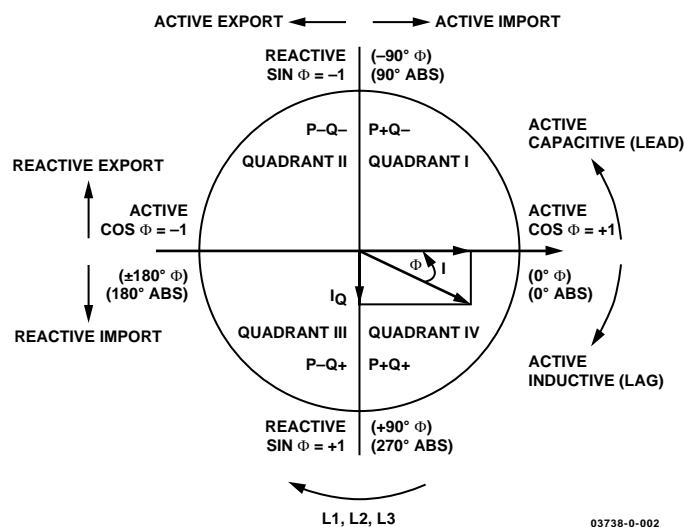 ACTIVE EXPORT
ACTIVE IMPORT
REACTIVE
SIN Φ = –1
(–90° Φ)
(90° ABS)
P–Q–
P+Q–
QUADRANT II
QUADRANT I
ACTIVE
CAPACITIVE (LEAD)
REACTIVE EXPORT
ACTIVE
COS Φ = –1
ACTIVE
COS Φ = +1
Φ
I
(±180° Φ)
(180° ABS)
(0° Φ)
(0° ABS)
IQ
REACTIVE IMPORT
QUADRANT III
QUADRANT IV
P–Q+
P+Q+
ACTIVE
INDUCTIVE (LAG)
REACTIVE
SIN Φ = +1
(+90° Φ)
(270° ABS)
L1, L2, L3
03738-0-002